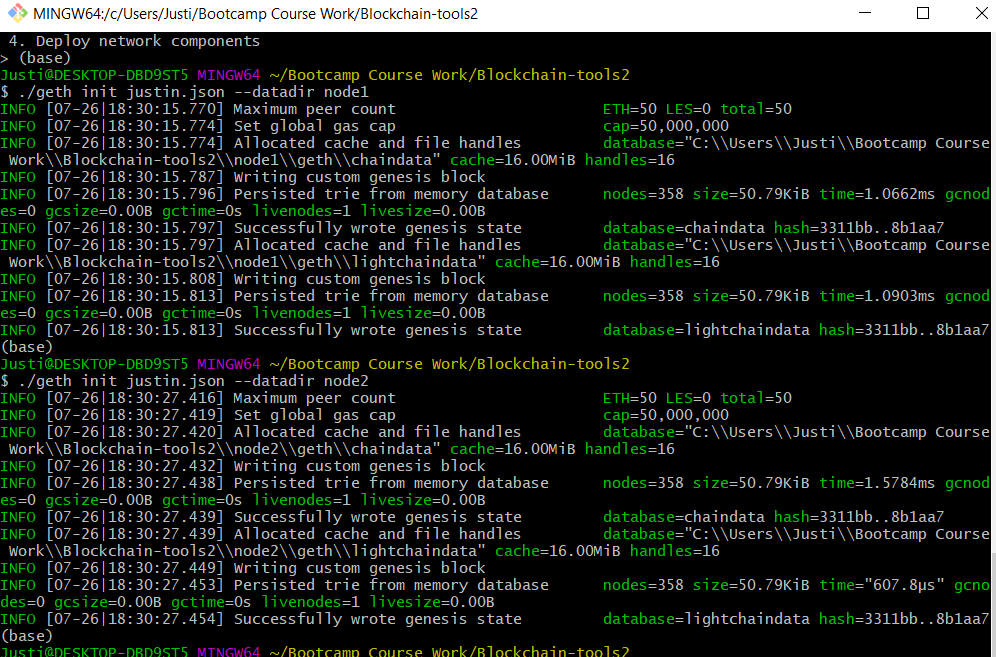 MINGW64:/c/Users/Justi/Bootcamp Course Work/Blockchain-tools2
 4. Deploy network components
> (base)
Justi@DESKTOP-DBD9ST5 MINGW64 ~/Bootcamp Course Work/Blockchain-tools2
$ ./geth init justin.json --datadir node1
INFO [07-26|18:30:15.770] Maximum peer count                       ETH=50 LES=0 total=50
INFO [07-26|18:30:15.774] Set global gas cap                       cap=50,000,000
INFO [07-26|18:30:15.774] Allocated cache and file handles         database="C:\\Users\\Justi\\Bootcamp Course
 Work\\Blockchain-tools2\\node1\\geth\\chaindata" cache=16.00MiB handles=16
INFO [07-26|18:30:15.787] Writing custom genesis block
INFO [07-26|18:30:15.796] Persisted trie from memory database      nodes=358 size=50.79KiB time=1.0662ms gcnod
es=0 gcsize=0.00B gctime=0s livenodes=1 livesize=0.00B
INFO [07-26|18:30:15.797] Successfully wrote genesis state         database=chaindata hash=3311bb..8b1aa7
INFO [07-26|18:30:15.797] Allocated cache and file handles         database="C:\\Users\\Justi\\Bootcamp Course
 Work\\Blockchain-tools2\\node1\\geth\\lightchaindata" cache=16.00MiB handles=16
INFO [07-26|18:30:15.808] Writing custom genesis block
INFO [07-26|18:30:15.813] Persisted trie from memory database      nodes=358 size=50.79KiB time=1.0903ms gcnod
es=0 gcsize=0.00B gctime=0s livenodes=1 livesize=0.00B
INFO [07-26|18:30:15.813] Successfully wrote genesis state         database=lightchaindata hash=3311bb..8b1aa7
(base)
Justi@DESKTOP-DBD9ST5 MINGW64 ~/Bootcamp Course Work/Blockchain-tools2
$ ./geth init justin.json --datadir node2
INFO [07-26|18:30:27.416] Maximum peer count                       ETH=50 LES=0 total=50
INFO [07-26|18:30:27.419] Set global gas cap                       cap=50,000,000
INFO [07-26|18:30:27.420] Allocated cache and file handles         database="C:\\Users\\Justi\\Bootcamp Course
 Work\\Blockchain-tools2\\node2\\geth\\chaindata" cache=16.00MiB handles=16
INFO [07-26|18:30:27.432] Writing custom genesis block
INFO [07-26|18:30:27.438] Persisted trie from memory database      nodes=358 size=50.79KiB time=1.5784ms gcnod
es=0 gcsize=0.00B gctime=0s livenodes=1 livesize=0.00B
INFO [07-26|18:30:27.439] Successfully wrote genesis state         database=chaindata hash=3311bb..8b1aa7
INFO [07-26|18:30:27.439] Allocated cache and file handles         database="C:\\Users\\Justi\\Bootcamp Course
 Work\\Blockchain-tools2\\node2\\geth\\lightchaindata" cache=16.00MiB handles=16
INFO [07-26|18:30:27.449] Writing custom genesis block
INFO [07-26|18:30:27.453] Persisted trie from memory database      nodes=358 size=50.79KiB time="607.8µs" gcno
des=0 gcsize=0.00B gctime=0s livenodes=1 livesize=0.00B
INFO [07-26|18:30:27.454] Successfully wrote genesis state         database=lightchaindata hash=3311bb..8b1aa7
(base)
Justi@DESKTOP-DBD9ST5 MINGW64 ~/Bootcamp Course Work/Blockchain-tools2